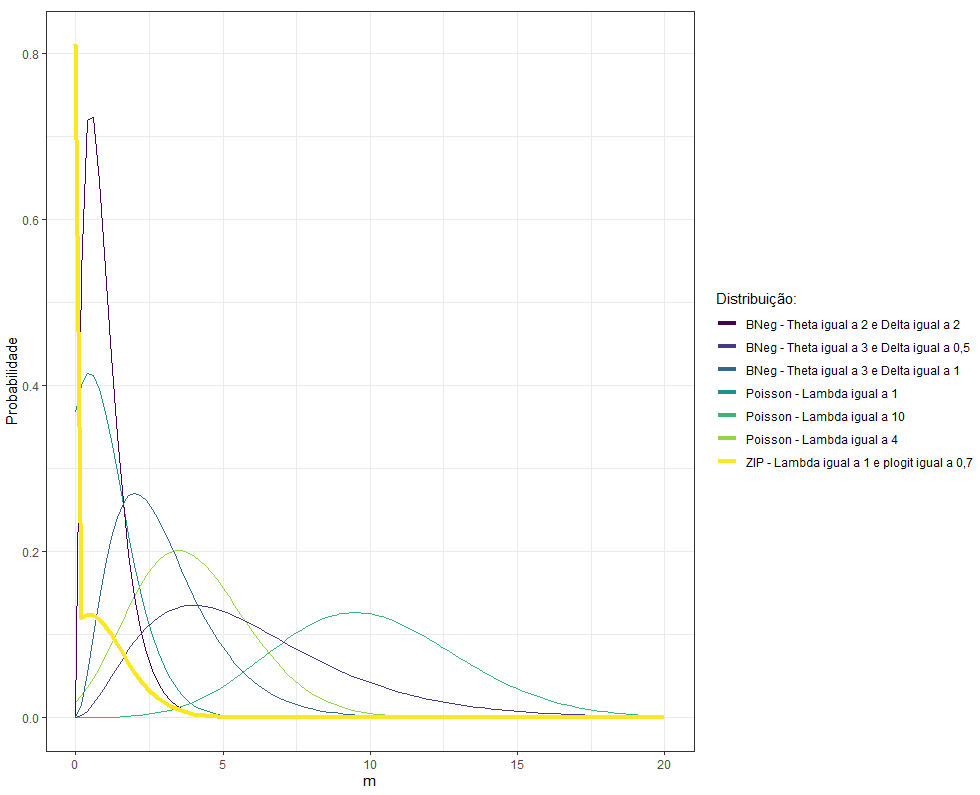 0.8
0.6
0.4
0.2
0.0
Probabilidade
0
5
10
15
20
m
Distribuição:
BNeg - Theta igual a 2 e Delta igual a 2
BNeg - Theta igual a 3 e Delta igual a 0,5
BNeg - Theta igual a 3 e Delta igual a 1
Poisson - Lambda igual a 1
Poisson - Lambda igual a 10
Poisson - Lambda igual a 4
ZIP - Lambda igual a 1 e plogit igual a 0,7